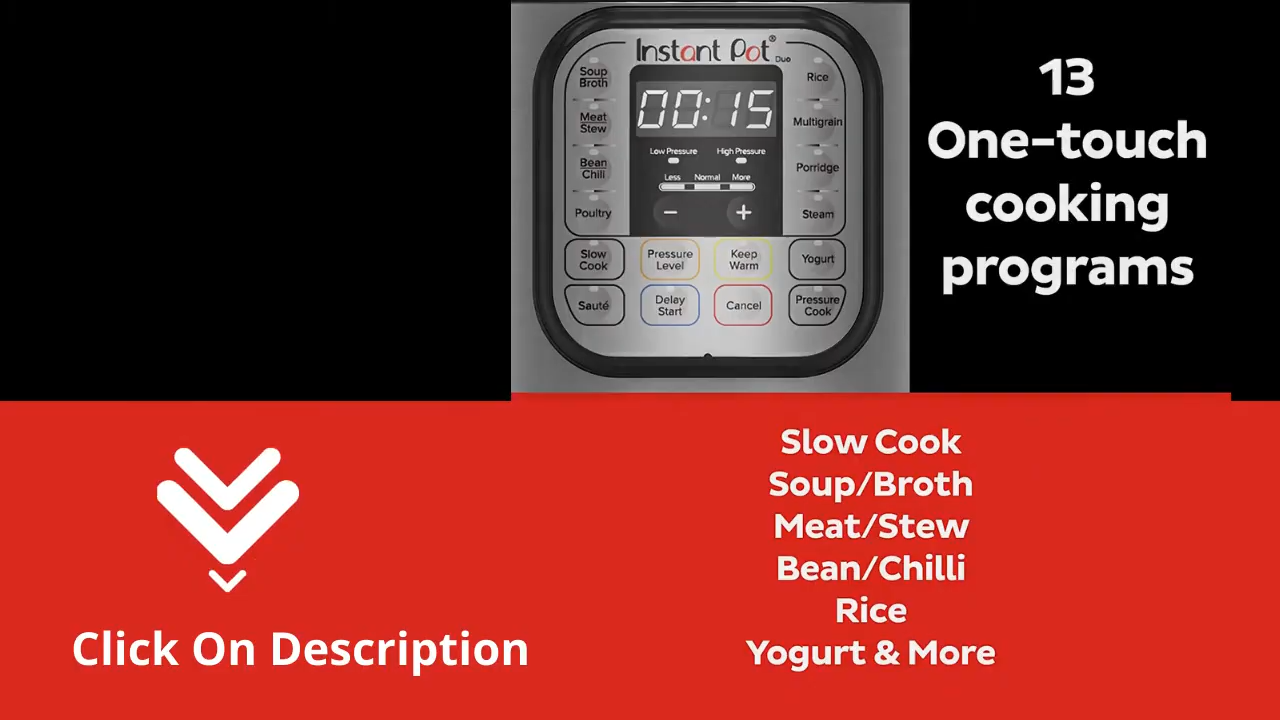 Instant Pot® Duo
Soup
Broth
Meat
Stew
Bean
Chili
Poultry
00:15
Low Pressure High Pressure
Less Normal More
− +
Rice
Multigrain
Porridge
Steam
Slow
Cook
Pressure
Level
Keep
Warm
Yogurt
Sauté
Delay
Start
Cancel
Pressure
Cook
13
One-touch
cooking
programs
Slow Cook
Soup/Broth
Meat/Stew
Bean/Chilli
Rice
Yogurt & More
Click On Description